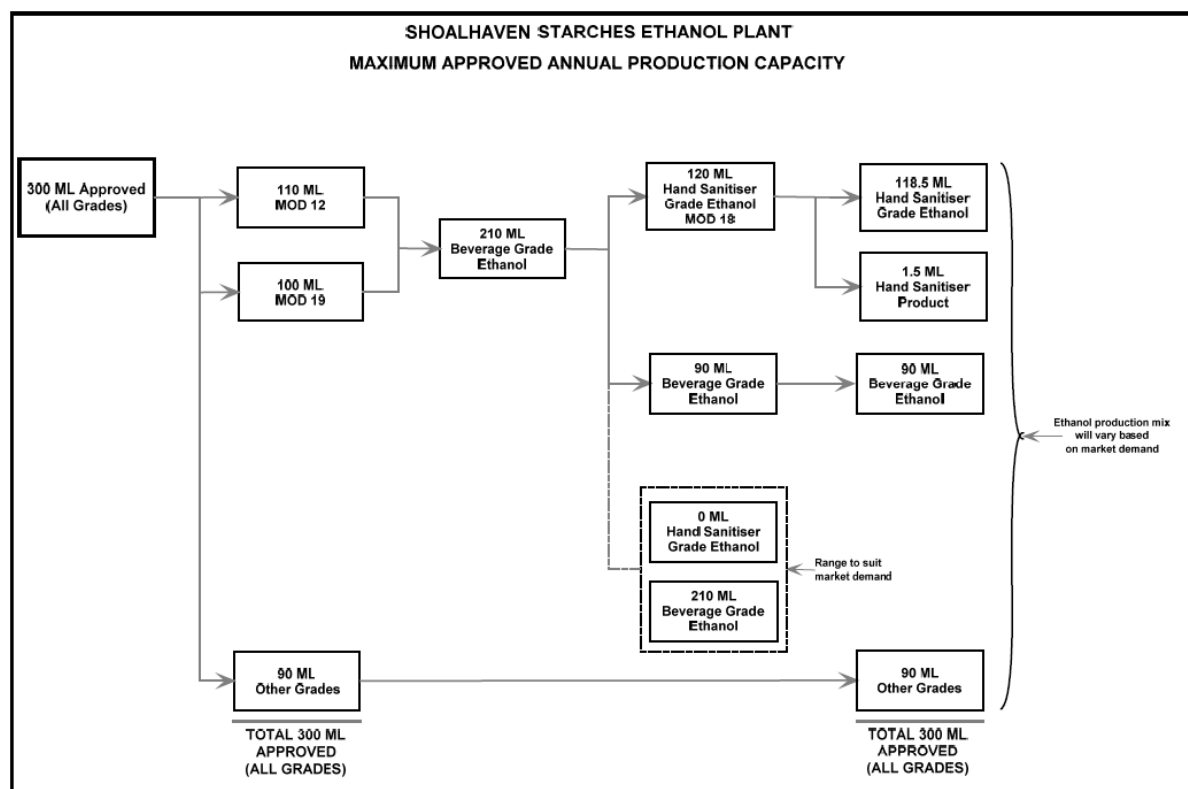 SHOALHAVEN STARCHES ETHANOL PLANT
MAXIMUM APPROVED ANNUAL PRODUCTION CAPACITY
300 ML Approved
(All Grades)
110 ML
MOD 12
100 ML
MOD 19
210 ML
Beverage Grade
Ethanol
120 ML
Hand Sanitiser
Grade Ethanol
MOD 18
118.5 ML
Hand Sanitiser
Grade Ethanol
1.5 ML
Hand Sanitiser
Product
90 ML
Beverage Grade
Ethanol
90 ML
Beverage Grade
Ethanol
Ethanol production mix
will vary based
on market demand
0 ML
Hand Sanitiser
Grade Ethanol
210 ML
Beverage Grade
Ethanol
Range to suit
market demand
90 ML
Other Grades
90 ML
Other Grades
TOTAL 300 ML
APPROVED
(ALL GRADES)
TOTAL 300 ML
APPROVED
(ALL GRADES)